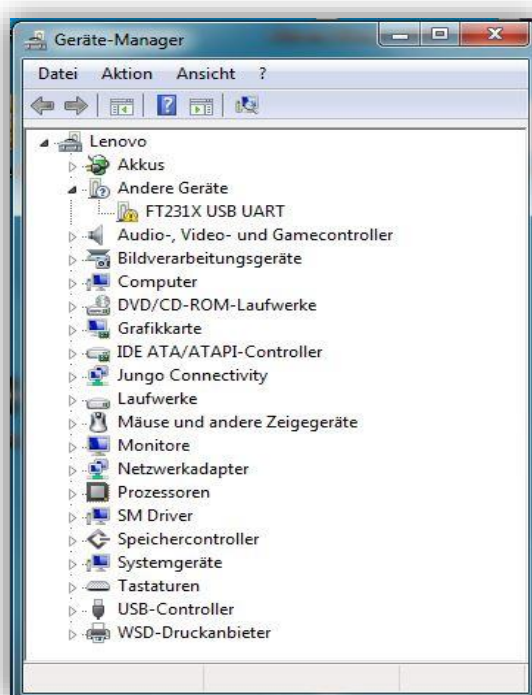 Geräte-Manager
Datei Aktion Ansicht ?
Lenovo
Akkus
Andere Geräte
FT231X USB UART
Audio-, Video- und Gamecontroller
Bildverarbeitungsgeräte
Computer
DVD/CD-ROM-Laufwerke
Grafikkarte
IDE ATA/ATAPI-Controller
Jungo Connectivity
Laufwerke
Mäuse und andere Zeigegeräte
Monitore
Netzwerkadapter
Prozessoren
SM Driver
Speichercontroller
Systemgeräte
Tastaturen
USB-Controller
WSD-Druckanbieter